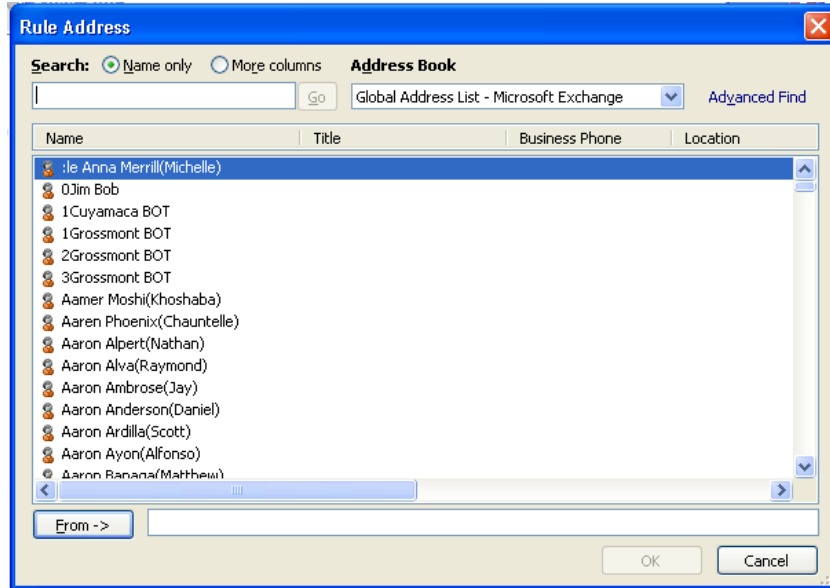 Rule Address
Search: Name only More columns Address Book
Go Global Address List - Microsoft Exchange Advanced Find
Name Title Business Phone Location
:le Anna Merrill(Michelle)
0Jim Bob
1Cuyamaca BOT
1Grossmont BOT
2Grossmont BOT
3Grossmont BOT
Aamer Moshi(Khoshaba)
Aaren Phoenix(Chauntelle)
Aaron Alpert(Nathan)
Aaron Alva(Raymond)
Aaron Ambrose(Jay)
Aaron Anderson(Daniel)
Aaron Ardilla(Scott)
Aaron Ayon(Alfonso)
Aaron Banaga(Matthew)
From ->
OK Cancel